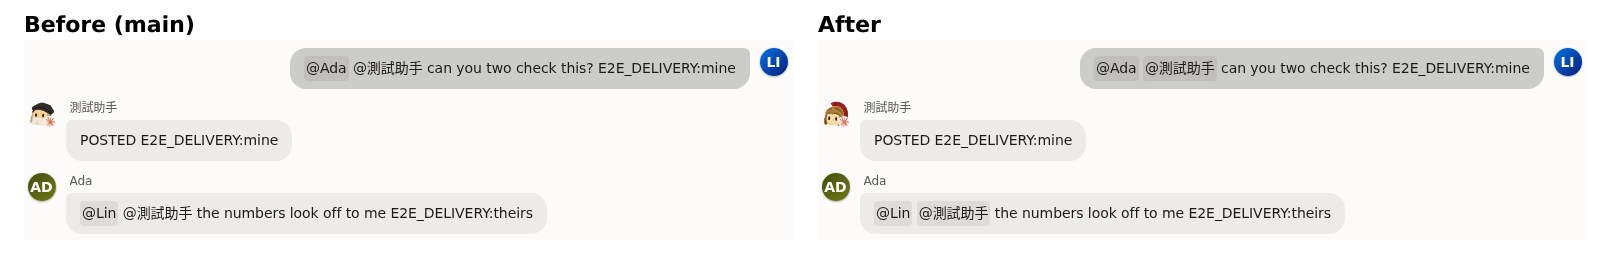 Before (main)
@Ada @測試助手 can you two check this? E2E_DELIVERY:mine
LI
測試助手
POSTED E2E_DELIVERY:mine
Ada
AD
@Lin @測試助手 the numbers look off to me E2E_DELIVERY:theirs
After
@Ada @測試助手 can you two check this? E2E_DELIVERY:mine
LI
測試助手
POSTED E2E_DELIVERY:mine
Ada
AD
@Lin @測試助手 the numbers look off to me E2E_DELIVERY:theirs